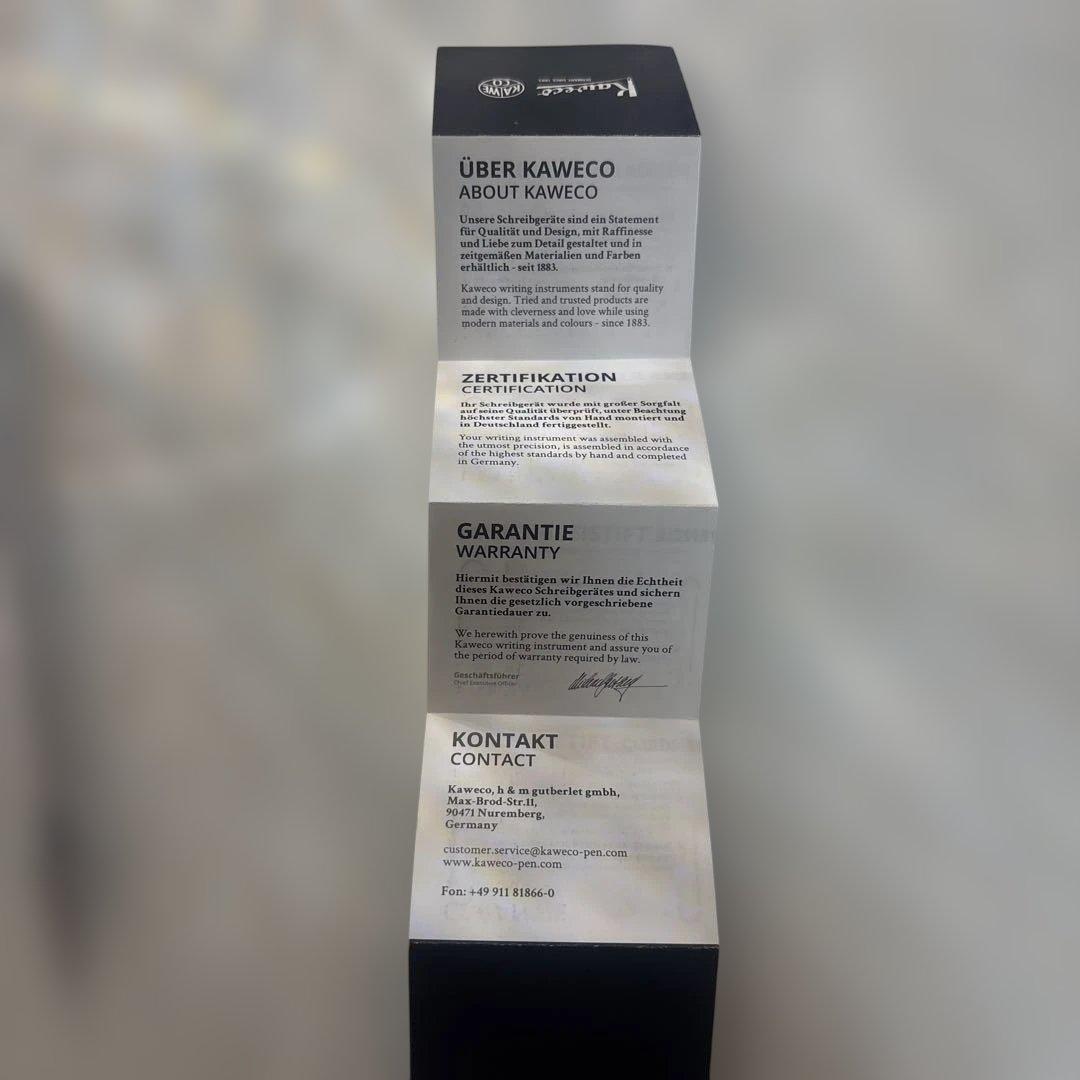 Kaweco
KA WE CO
ÜBER KAWECO
ABOUT KAWECO
Unsere Schreibgeräte sind ein Statement
für Qualität und Design, mit Raffinesse
und Liebe zum Detail gestaltet und in
zeitgemäßen Materialien und Farben
erhältlich - seit 1883.
Kaweco writing instruments stand for quality
and design. Tried and trusted products are
made with cleverness and love while using
modern materials and colours - since 1883.
ZERTIFIKATION
CERTIFICATION
Ihr Schreibgerät wurde mit großer Sorgfalt
auf seine Qualität überprüft, unter Beachtung
höchster Standards von Hand montiert und
in Deutschland fertiggestellt.
Your writing instrument was assembled with
the utmost precision, is assembled in accordance
of the highest standards by hand and completed
in Germany.
GARANTIE
WARRANTY
Hiermit bestätigen wir Ihnen die Echtheit
dieses Kaweco Schreibgerätes und sichern
Ihnen die gesetzlich vorgeschriebene
Garantiedauer zu.
We herewith prove the genuiness of this
Kaweco writing instrument and assure you of
the period of warranty required by law.
Geschäftsführer
Chief Executive Officer
KONTAKT
CONTACT
Kaweco, h & m gutberlet gmbh,
Max-Brod-Str.11,
90471 Nuremberg,
Germany
customer.service@kaweco-pen.com
www.kaweco-pen.com
Fon: +49 911 81866-0